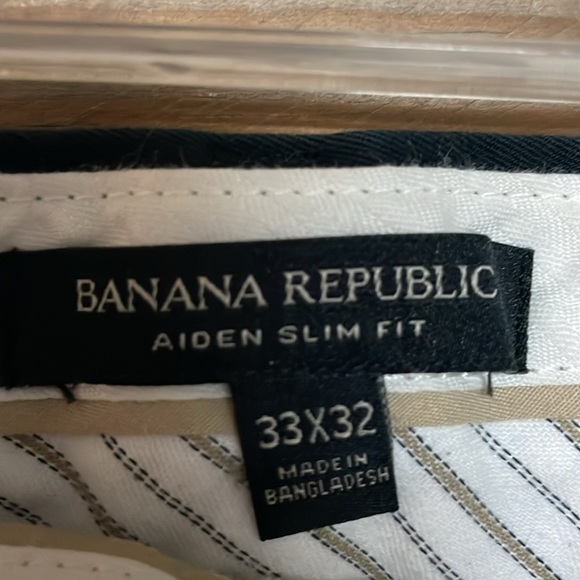 BANANA REPUBLIC
AIDEN SLIM FIT
33X32
MADE IN
BANGLADESH